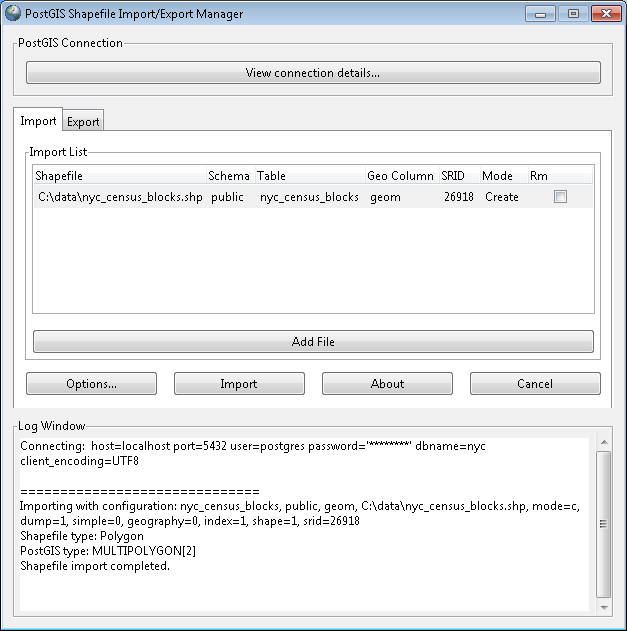 PostGIS Shapefile Import/Export Manager
PostGIS Connection
View connection details...
Import Export
Import List
Shapefile Schema Table Geo Column SRID Mode Rm
C:\data\nyc_census_blocks.shp public nyc_census_blocks geom 26918 Create
Add File
Options... Import About Cancel
Log Window
Connecting:  host=localhost port=5432 user=postgres password='********' dbname=nyc
client_encoding=UTF8
==============================
Importing with configuration: nyc_census_blocks, public, geom, C:\data\nyc_census_blocks.shp, mode=c,
dump=1, simple=0, geography=0, index=1, shape=1, srid=26918
Shapefile type: Polygon
PostGIS type: MULTIPOLYGON[2]
Shapefile import completed.